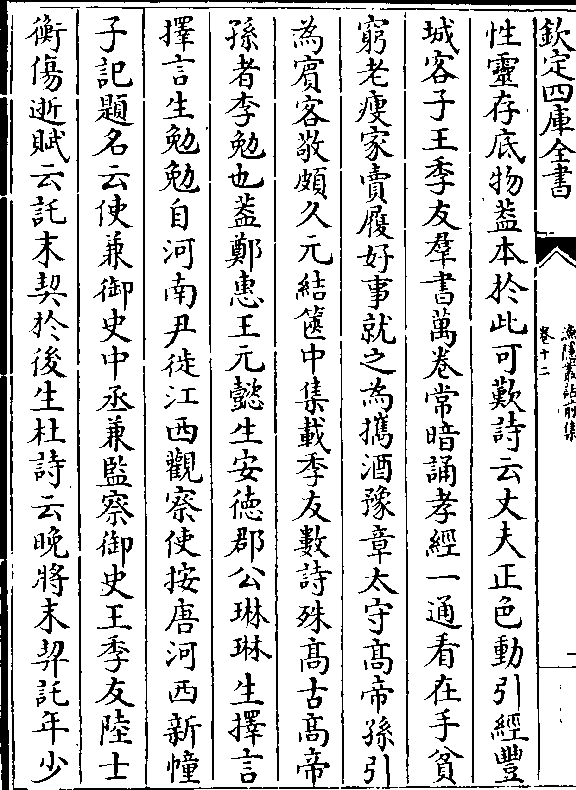 欽定四庫全書
漁隱叢話前集
卷十二
性靈存底物蓋本於此可歎詩云丈夫正色動引經豐
城客子王季友羣書萬卷常暗誦孝經一通看在手貧
窮老瘦家賣屨好事就之為攜酒豫章太守髙帝孫引
為賓客敬頗久元結篋中集載季友數詩殊髙古髙帝
孫者李勉也蓋鄭惠王元懿生安徳郡公琳琳生擇言
擇言生勉勉自河南尹徙江西觀察使按唐河西新幢
子記題名云使兼御史中丞兼監察御史王季友陸士
衡傷逝賦云託末契於後生杜詩云晚將末契託年少